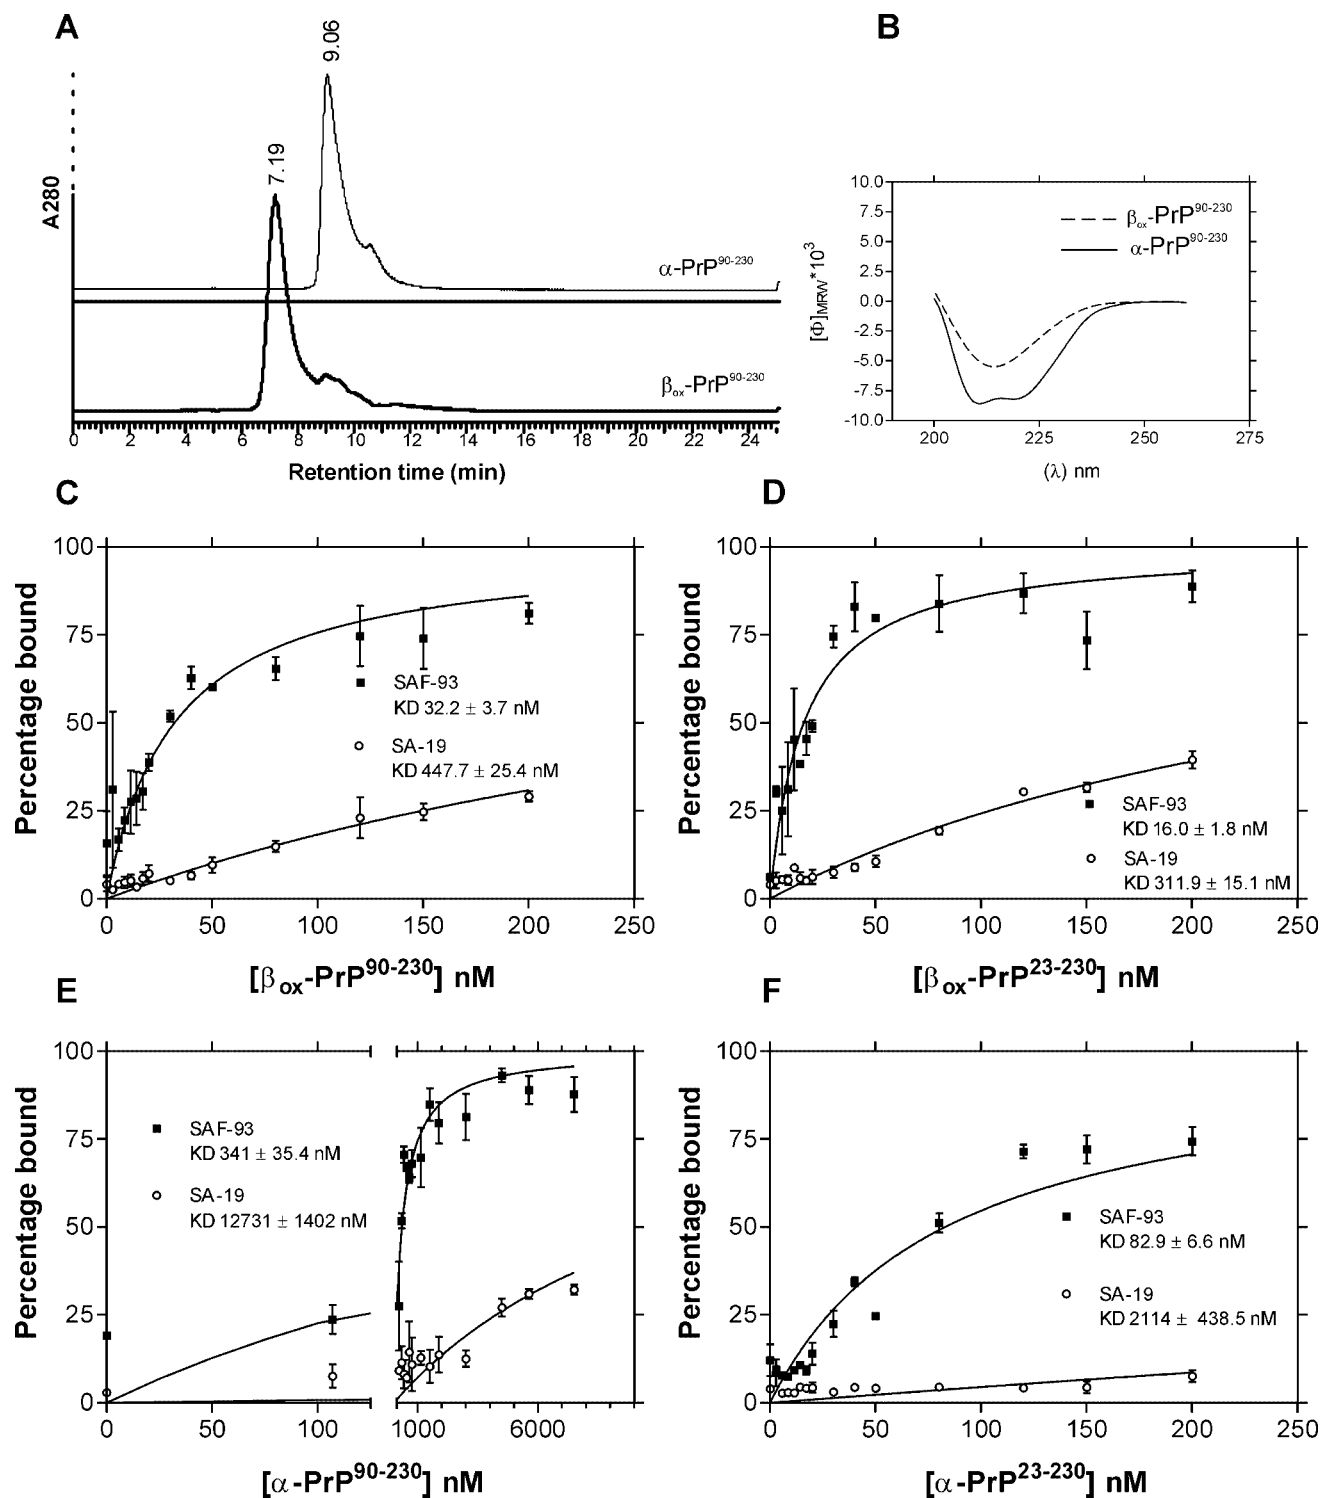 A
B
A280
9.06
7.19
α-PrP90-230
βox-PrP90-230
0 2 4 6 8 10 12 14 16 18 20 22 24
Retention time (min)
[Φ]MRW*10³
10.0
7.5
5.0
2.5
0.0
-2.5
-5.0
-7.5
-10.0
βox-PrP90-230
α-PrP90-230
200 225 250 275
(λ) nm
C
Percentage bound
100
75
50
25
0
SAF-93
KD 32.2 ± 3.7 nM
SA-19
KD 447.7 ± 25.4 nM
0 50 100 150 200 250
[βox-PrP90-230] nM
D
Percentage bound
100
75
50
25
0
SAF-93
KD 16.0 ± 1.8 nM
SA-19
KD 311.9 ± 15.1 nM
0 50 100 150 200 250
[βox-PrP23-230] nM
E
Percentage bound
100
75
50
25
0
SAF-93
KD 341 ± 35.4 nM
SA-19
KD 12731 ± 1402 nM
0 50 100 1000 6000
[α-PrP90-230] nM
F
Percentage bound
100
75
50
25
0
SAF-93
KD 82.9 ± 6.6 nM
SA-19
KD 2114 ± 438.5 nM
0 50 100 150 200 250
[α-PrP23-230] nM